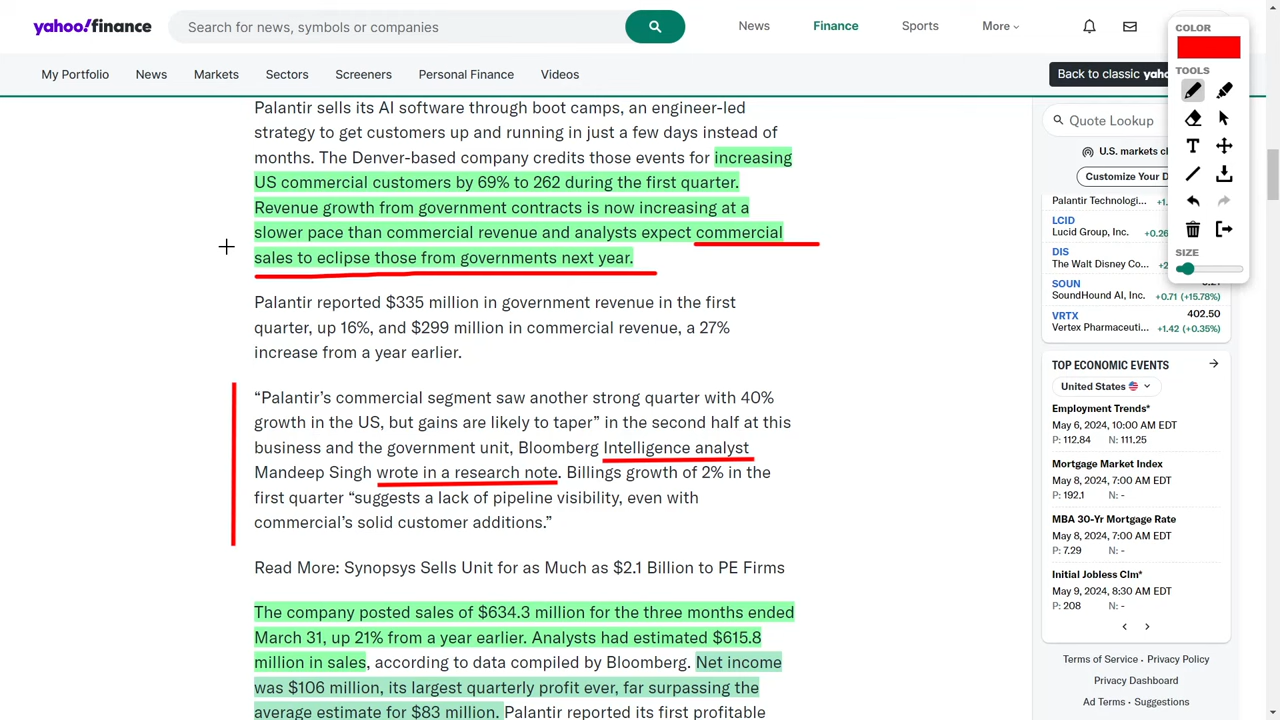 yahoo!finance
Search for news, symbols or companies
News
Finance
Sports
More
COLOR
TOOLS
T
SIZE
My Portfolio
News
Markets
Sectors
Screeners
Personal Finance
Videos
Back to classic
Palantir sells its AI software through boot camps, an engineer-led
strategy to get customers up and running in just a few days instead of
months. The Denver-based company credits those events for increasing
US commercial customers by 69% to 262 during the first quarter.
Revenue growth from government contracts is now increasing at a
slower pace than commercial revenue and analysts expect commercial
sales to eclipse those from governments next year.
Palantir reported $335 million in government revenue in the first
quarter, up 16%, and $299 million in commercial revenue, a 27%
increase from a year earlier.
“Palantir’s commercial segment saw another strong quarter with 40%
growth in the US, but gains are likely to taper” in the second half at this
business and the government unit, Bloomberg Intelligence analyst
Mandeep Singh wrote in a research note. Billings growth of 2% in the
first quarter “suggests a lack of pipeline visibility, even with
commercial’s solid customer additions.”
Read More: Synopsys Sells Unit for as Much as $2.1 Billion to PE Firms
The company posted sales of $634.3 million for the three months ended
March 31, up 21% from a year earlier. Analysts had estimated $615.8
million in sales, according to data compiled by Bloomberg. Net income
was $106 million, its largest quarterly profit ever, far surpassing the
average estimate for $83 million. Palantir reported its first profitable
Quote Lookup
U.S. markets
Customize Your
Palantir Technologi...
LCID
Lucid Group, Inc.
DIS
The Walt Disney Co...
SOUN
SoundHound AI, Inc. +0.71 (+15.78%)
VRTX 402.50
Vertex Pharmaceuti... +1.42 (+0.35%)
TOP ECONOMIC EVENTS
United States
Employment Trends*
May 6, 2024, 10:00 AM EDT
P: 112.84 N: 111.25
Mortgage Market Index
May 8, 2024, 7:00 AM EDT
P: 192.1 N: -
MBA 30-Yr Mortgage Rate
May 8, 2024, 7:00 AM EDT
P: 7.29 N: -
Initial Jobless Clm*
May 9, 2024, 8:30 AM EDT
P: 208 N: -
Terms of Service • Privacy Policy
Privacy Dashboard
Ad Terms • Suggestions